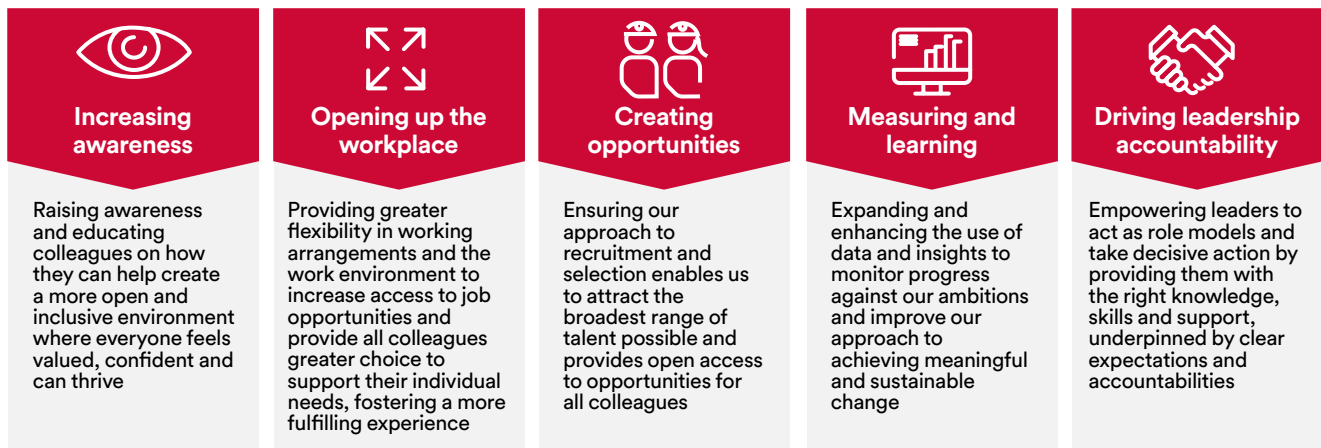 Increasing
awareness
Raising awareness
and educating
colleagues on how
they can help create
a more open and
inclusive environment
where everyone feels
valued, confident and
can thrive
Opening up the
workplace
Providing greater
flexibility in working
arrangements and the
work environment to
increase access to job
opportunities and
provide all colleagues
greater choice to
support their individual
needs, fostering a more
fulfilling experience
Creating
opportunities
Ensuring our
approach to
recruitment and
selection enables us
to attract the
broadest range of
talent possible and
provides open access
to opportunities for
all colleagues
Measuring and
learning
Expanding and
enhancing the use of
data and insights to
monitor progress
against our ambitions
and improve our
approach to
achieving meaningful
and sustainable
change
Driving leadership
accountability
Empowering leaders to
act as role models and
take decisive action by
providing them with
the right knowledge,
skills and support,
underpinned by clear
expectations and
accountabilities